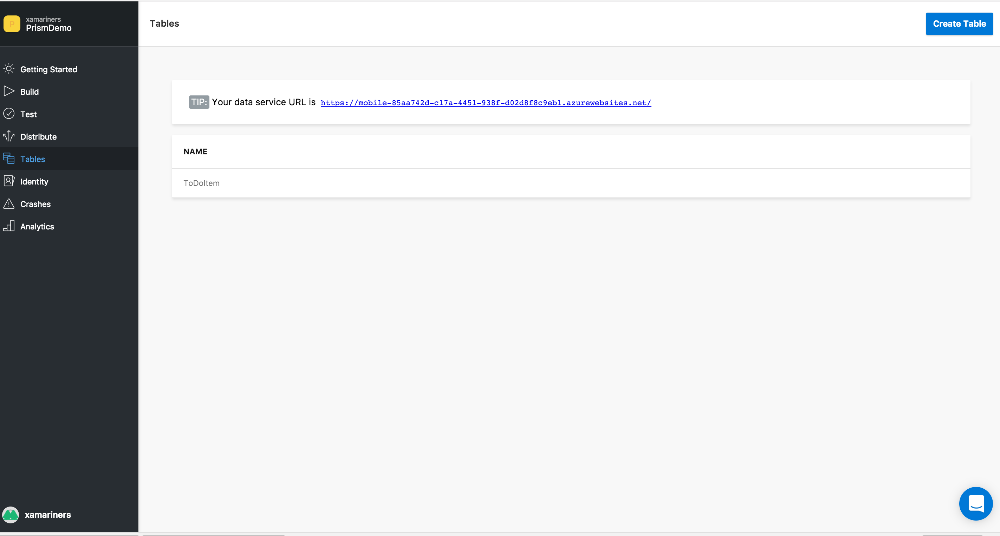 P
xamariners
PrismDemo
Getting Started
Build
Test
Distribute
Tables
Identity
Crashes
Analytics
xamariners
Tables
Create Table
TIP: Your data service URL is https://mobile-85aa742d-c17a-4451-938f-d02d8f8c9eb1.azurewebsites.net/
NAME
ToDoItem